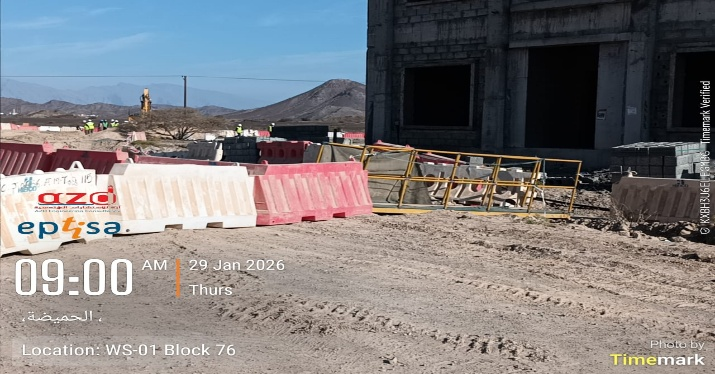 azd
eptisa
09:00 AM
29 Jan 2026
Thurs
، الحميضة،
Location: WS-01 Block 76
Photo by
Timemark
Timemark Verified